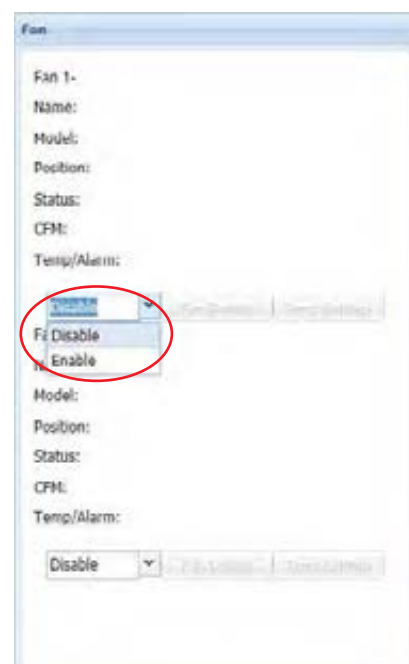 Fan
Fan 1-
Name:
Model:
Position:
Status:
CFM:
Temp/Alarm:
Disable
Enable
Model:
Position:
Status:
CFM:
Temp/Alarm:
Disable